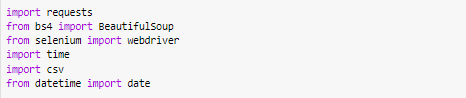 import requests
from bs4 import BeautifulSoup
from selenium import webdriver
import time
import csv
from datetime import date